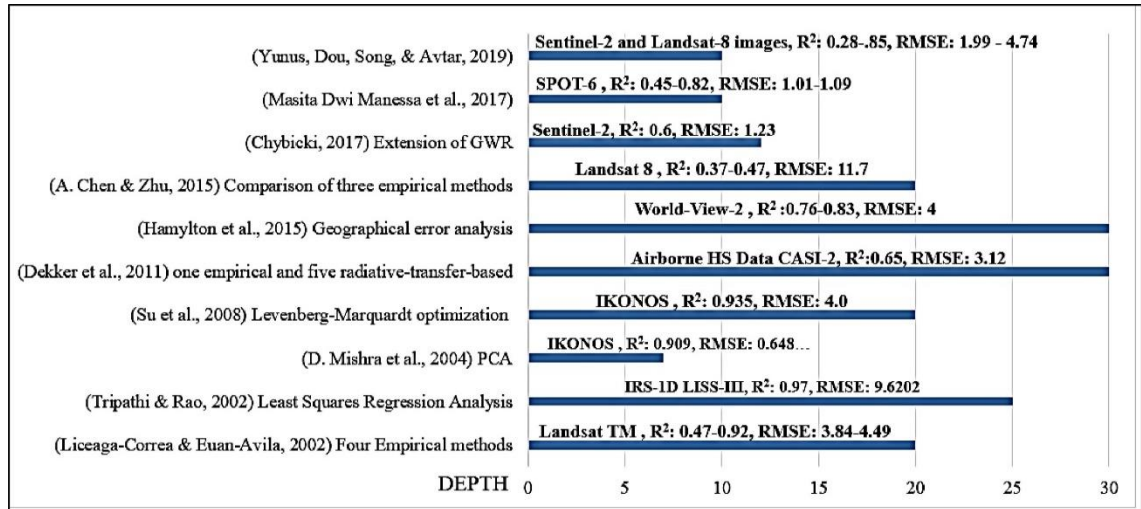 Sentinel-2 and Landsat-8 images, R²: 0.28-.85, RMSE: 1.99 - 4.74
(Yunus, Dou, Song, & Avtar, 2019)
SPOT-6 , R²: 0.45-0.82, RMSE: 1.01-1.09
(Masita Dwi Manessa et al., 2017)
Sentinel-2, R²: 0.6, RMSE: 1.23
(Chybicki, 2017) Extension of GWR
Landsat 8 , R²: 0.37-0.47, RMSE: 11.7
(A. Chen & Zhu, 2015) Comparison of three empirical methods
World-View-2 , R² :0.76-0.83, RMSE: 4
(Hamylton et al., 2015) Geographical error analysis
Airborne HS Data CASI-2, R²:0.65, RMSE: 3.12
(Dekker et al., 2011) one empirical and five radiative-transfer-based
IKONOS , R²: 0.935, RMSE: 4.0
(Su et al., 2008) Levenberg-Marquardt optimization
IKONOS , R²: 0.909, RMSE: 0.648...
(D. Mishra et al., 2004) PCA
IRS-1D LISS-III, R²: 0.97, RMSE: 9.6202
(Tripathi & Rao, 2002) Least Squares Regression Analysis
Landsat TM , R²: 0.47-0.92, RMSE: 3.84-4.49
(Liceaga-Correa & Euan-Avila, 2002) Four Empirical methods
DEPTH 0 5 10 15 20 25 30